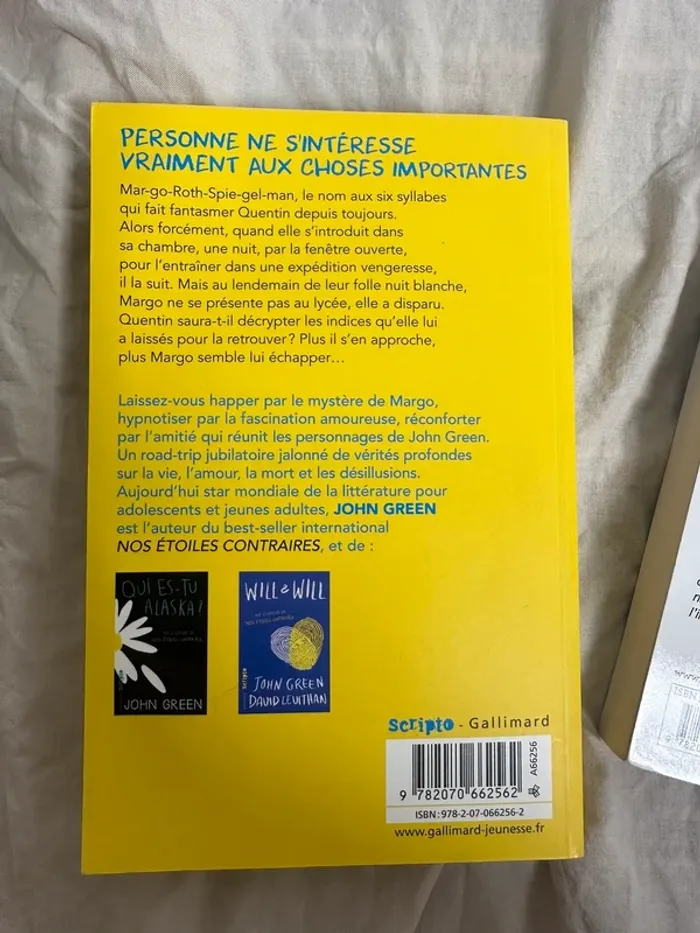 PERSONNE NE S'INTÉRESSE
VRAIMENT AUX CHOSES IMPORTANTES
Mar-go-Roth-Spie-gel-man, le nom aux six syllabes
qui fait fantasmer Quentin depuis toujours.
Alors forcément, quand elle s'introduit dans
sa chambre, une nuit, par la fenêtre ouverte,
pour l'entraîner dans une expédition vengeresse,
il la suit. Mais au lendemain de leur folle nuit blanche,
Margo ne se présente pas au lycée, elle a disparu.
Quentin saura-t-il décrypter les indices qu'elle lui
a laissés pour la retrouver ? Plus il s'en approche,
plus Margo semble lui échapper...
Laissez-vous happer par le mystère de Margo,
hypnotiser par la fascination amoureuse, réconforter
par l'amitié qui réunit les personnages de John Green.
Un road-trip jubilatoire jalonné de vérités profondes
sur la vie, l'amour, la mort et les désillusions.
Aujourd'hui star mondiale de la littérature pour
adolescents et jeunes adultes, JOHN GREEN
est l'auteur du best-seller international
NOS ÉTOILES CONTRAIRES, et de :
QUI ES-TU
ALASKA ?
JOHN GREEN
WILL & WILL
JOHN GREEN
DAVID LEVITHAN
scripto - Gallimard
A66256
9 782070 662562
ISBN : 978-2-07-066256-2
www.gallimard-jeunesse.fr
ISBN